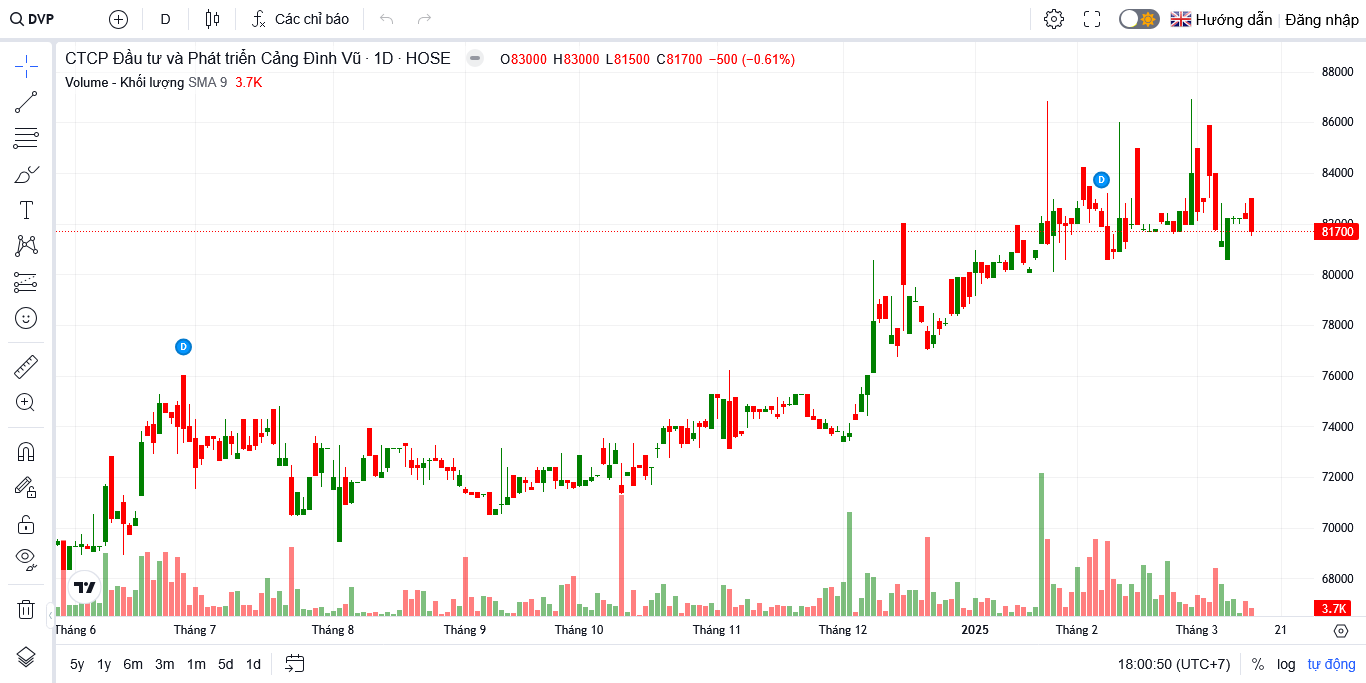 DVP D Các chỉ báo Hướng dẫn Đăng nhập
CTCP Đầu tư và Phát triển Cảng Đình Vũ · 1D · HOSE O83000 H83000 L81500 C81700 −500 (−0.61%)
Volume - Khối lượng SMA 9 3.7K
88000
86000
84000
82000
81700
80000
78000
76000
74000
72000
70000
68000
3.7K
D
D
Tháng 6 Tháng 7 Tháng 8 Tháng 9 Tháng 10 Tháng 11 Tháng 12 2025 Tháng 2 Tháng 3 21
5y 1y 6m 3m 1m 5d 1d 18:00:50 (UTC+7) % log tự động